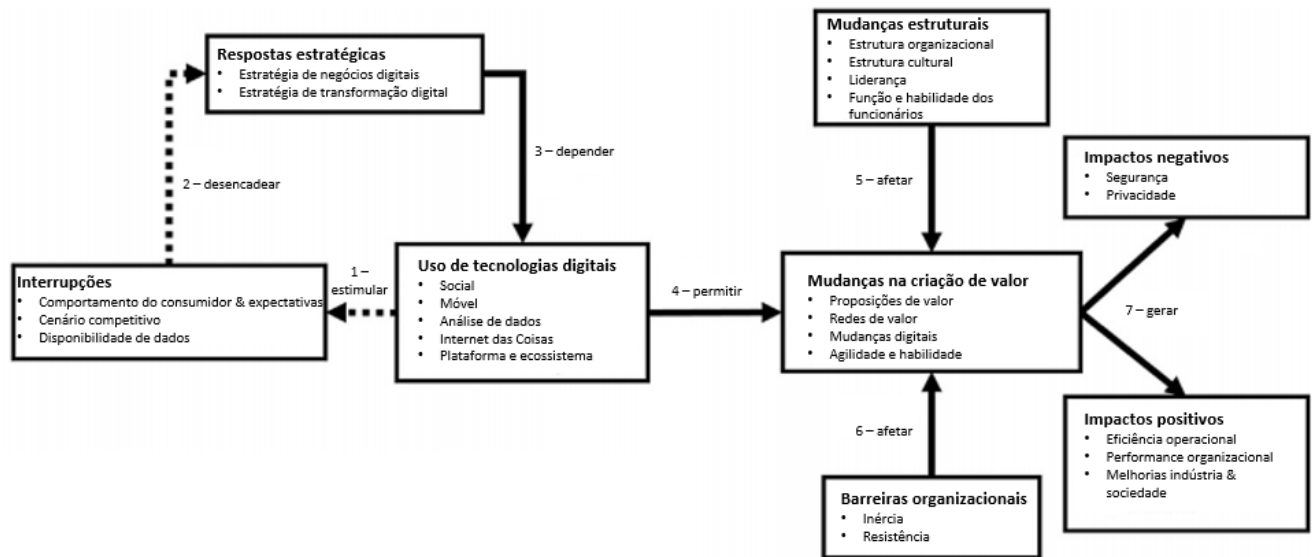 Respostas estratégicas
• Estratégia de negócios digitais
• Estratégia de transformação digital
Mudanças estruturais
• Estrutura organizacional
• Estrutura cultural
• Liderança
• Função e habilidade dos
funcionários
2 – desencadear
3 – depender
5 – afetar
Impactos negativos
• Segurança
• Privacidade
Interrupções
• Comportamento do consumidor & expectativas
• Cenário competitivo
• Disponibilidade de dados
1 –
estimular
Uso de tecnologias digitais
• Social
• Móvel
• Análise de dados
• Internet das Coisas
• Plataforma e ecossistema
4 – permitir
Mudanças na criação de valor
• Proposições de valor
• Redes de valor
• Mudanças digitais
• Agilidade e habilidade
7 – gerar
6 – afetar
Impactos positivos
• Eficiência operacional
• Performance organizacional
• Melhorias indústria &
sociedade
Barreiras organizacionais
• Inércia
• Resistência